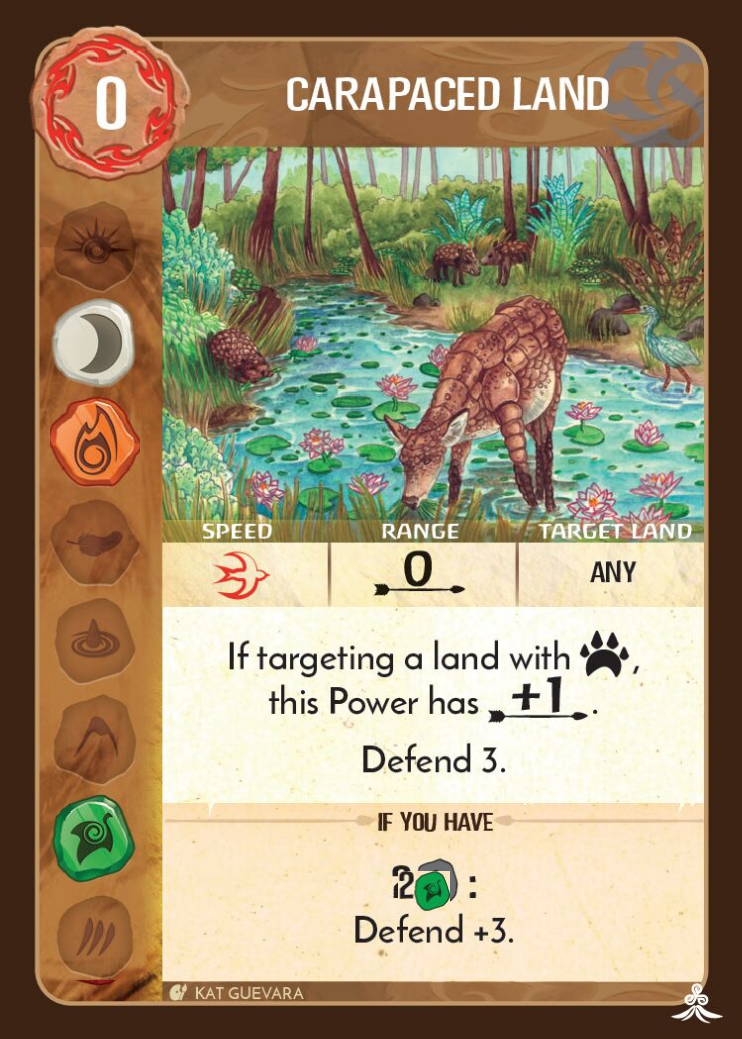 0
CARAPACED LAND
SPEED RANGE TARGET LAND
0 ANY
If targeting a land with ,
this Power has +1 .
Defend 3.
IF YOU HAVE
2 :
Defend +3.
KAT GUEVARA